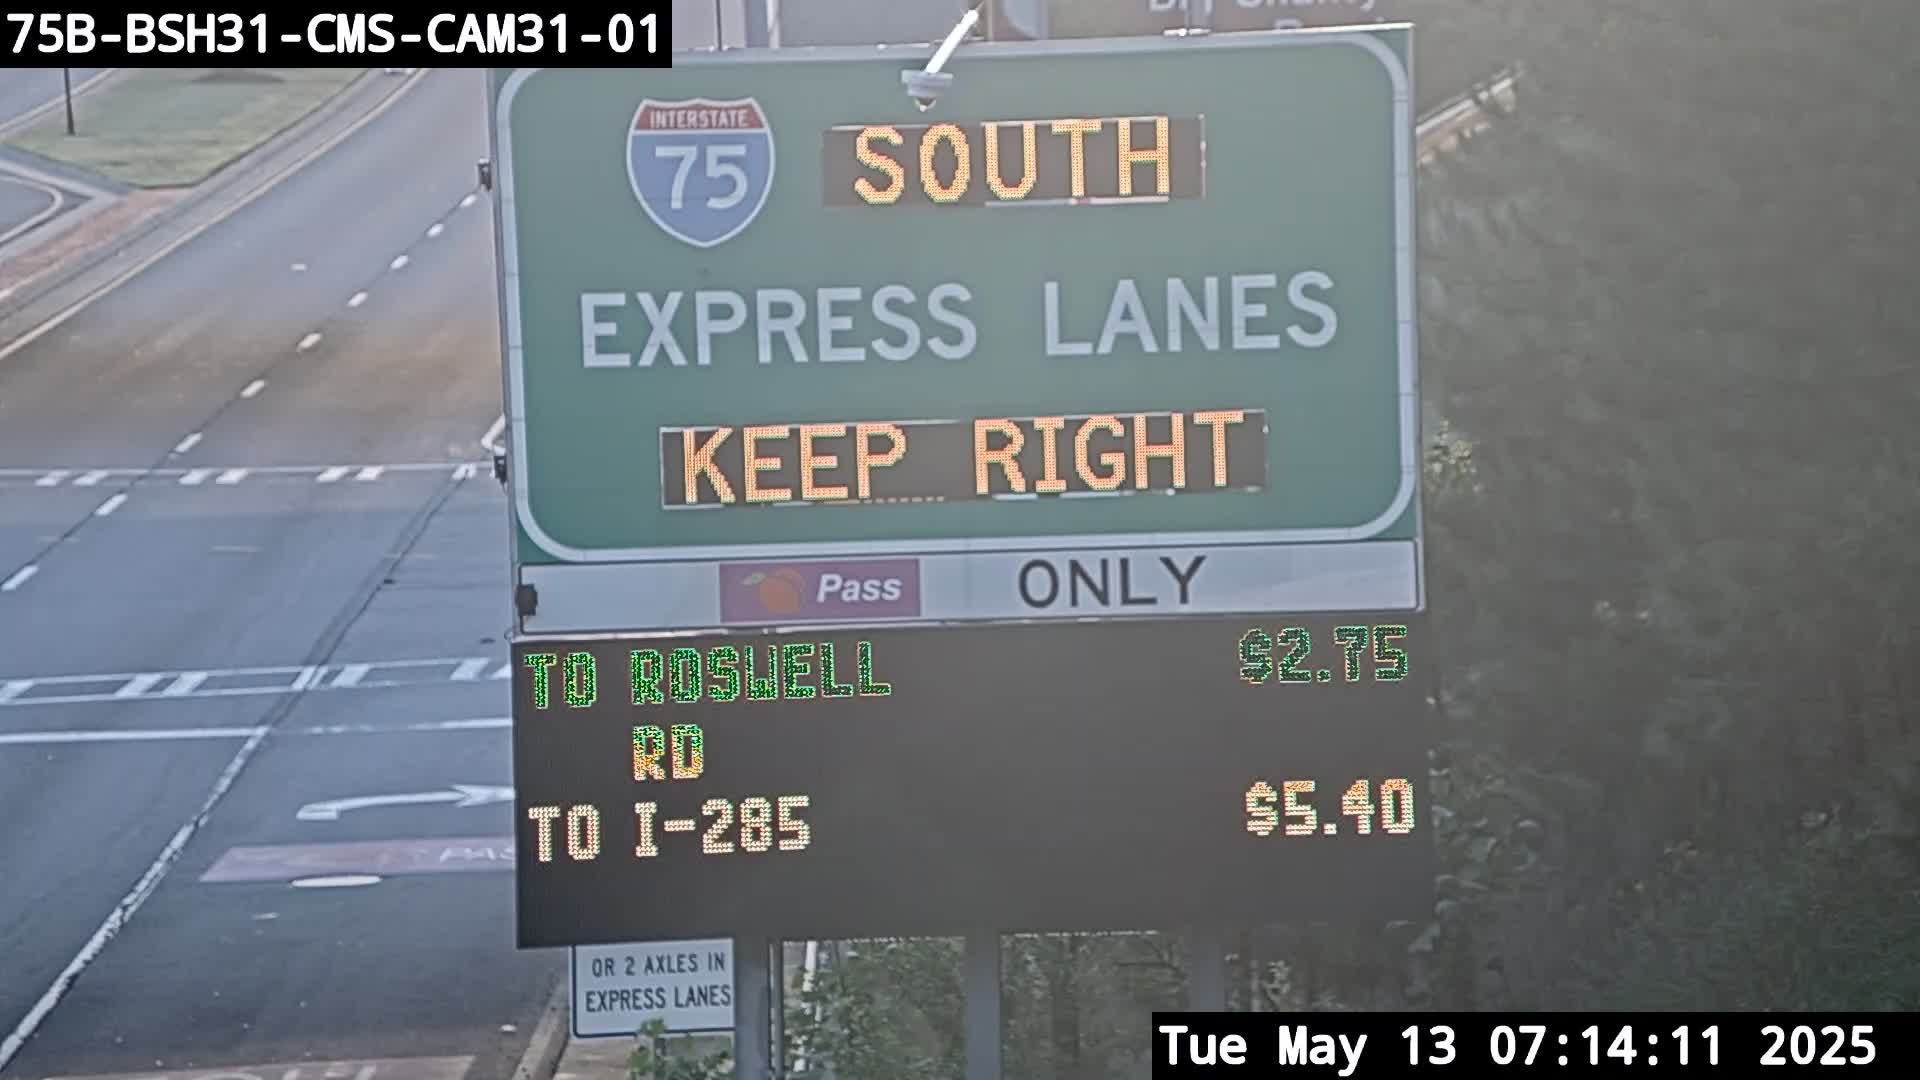 75B-BSH31-CMS-CAM31-01
INTERSTATE
75
SOUTH
EXPRESS LANES
KEEP RIGHT
Pass ONLY
TO ROSWELL $2.75
RD
TO I-285 $5.40
OR 2 AXLES IN
EXPRESS LANES
Tue May 13 07:14:11 2025